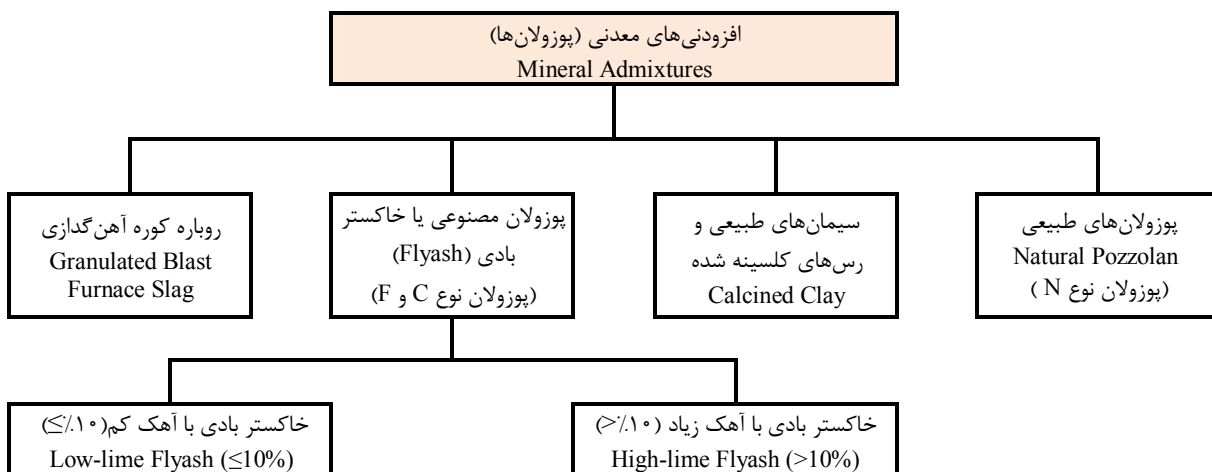 افزودنی‌های معدنی (پوزولان‌ها)
Mineral Admixtures
پوزولان‌های طبیعی
Natural Pozzolan
(پوزولان نوع N )
سیمان‌های طبیعی و
رس‌های کلسینه شده
Calcined Clay
پوزولان مصنوعی یا خاکستر
بادی (Flyash)
(پوزولان نوع C و F)
روباره کوره آهن‌گدازی
Granulated Blast
Furnace Slag
خاکستر بادی با آهک زیاد (>٪۱۰)
High-lime Flyash (>10%)
خاکستر بادی با آهک کم(≤٪۱۰)
Low-lime Flyash (≤10%)